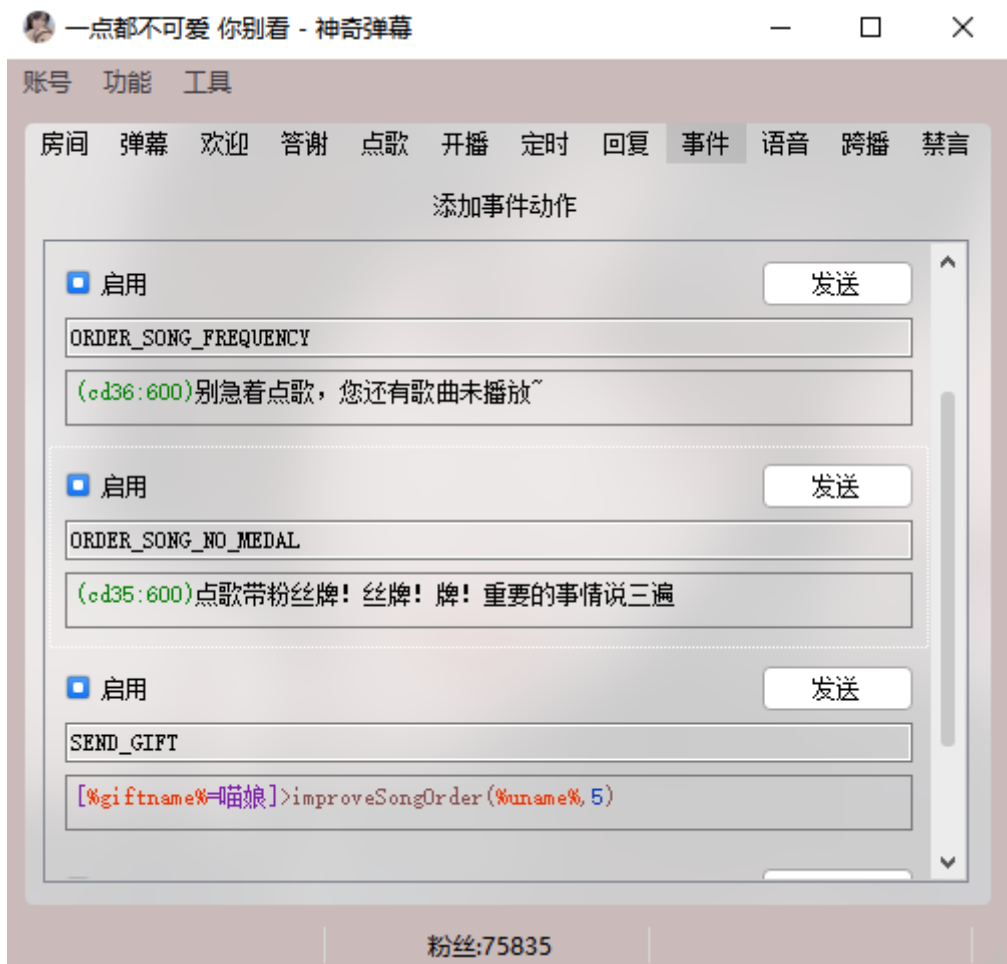 一点都不可爱 你别看 - 神奇弹幕
账号 功能 工具
房间 弹幕 欢迎 答谢 点歌 开播 定时 回复 事件 语音 跨播 禁言
添加事件动作
启用 发送
ORDER_SONG_FREQUENCY
(cd36:600)别急着点歌，您还有歌曲未播放~
启用 发送
ORDER_SONG_NO_MEDAL
(cd35:600)点歌带粉丝牌！丝牌！牌！重要的事情说三遍
启用 发送
SEND_GIFT
[%giftname%=喵娘]>improveSongOrder(%uname%,5)
粉丝:75835